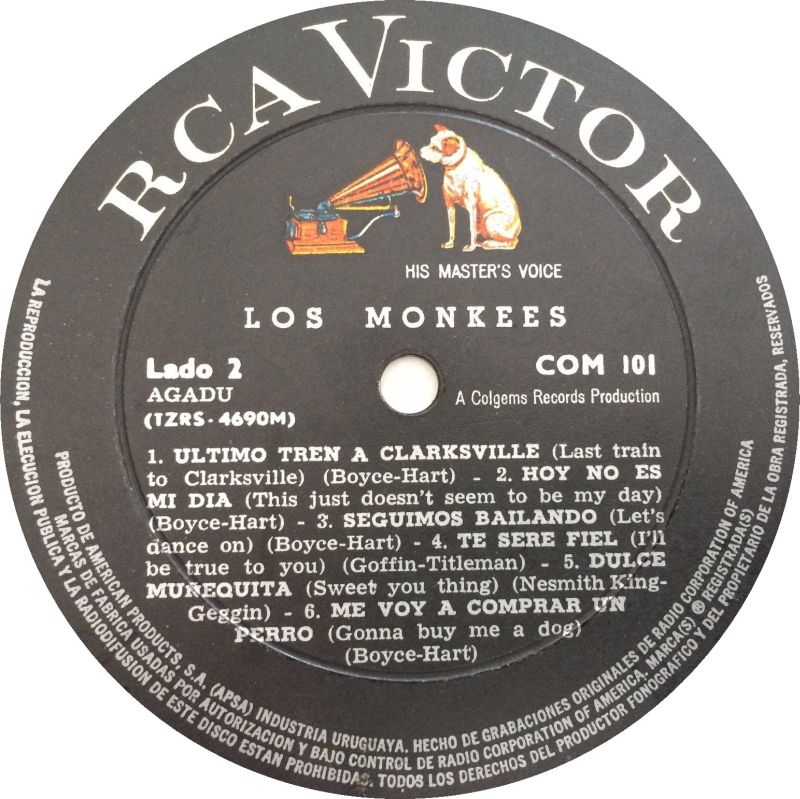 RCA VICTOR
HIS MASTER'S VOICE
LOS MONKEES
Lado 2
AGADU
(TZRS - 4690M)
COM 101
A Colgems Records Production
1. ULTIMO TREN A CLARKSVILLE (Last train
to Clarksville) (Boyce-Hart) - 2. HOY NO ES
MI DIA (This just doesn't seem to be my day)
(Boyce-Hart) - 3. SEGUIMOS BAILANDO (Let's
dance on) (Boyce-Hart) - 4. TE SERE FIEL (I'll
be true to you) (Goffin-Titleman) - 5. DULCE
MUÑEQUITA (Sweet you thing) (Nesmith King-
Geggin) - 6. ME VOY A COMPRAR UN
PERRO (Gonna buy me a dog)
(Boyce-Hart)
PRODUCTO DE AMERICAN PRODUCTS, S.A. (APSA) INDUSTRIA URUGUAYA. HECHO DE GRABACIONES ORIGINALES DE RADIO CORPORATION OF AMERICA
MARCAS DE FABRICA USADAS POR AUTORIZACION Y BAJO CONTROL DE RADIO CORPORATION OF AMERICA. MARCA(S) ® REGISTRADA(S)
LA REPRODUCCION, LA ELECUCION PUBLICA Y LA RADIODIFUSION DE ESTE DISCO ESTAN PROHIBIDAS. TODOS LOS DERECHOS DEL PRODUCTOR FONOGRAFICO Y DEL PROPIETARIO DE LA OBRA REGISTRADA, RESERVADOS